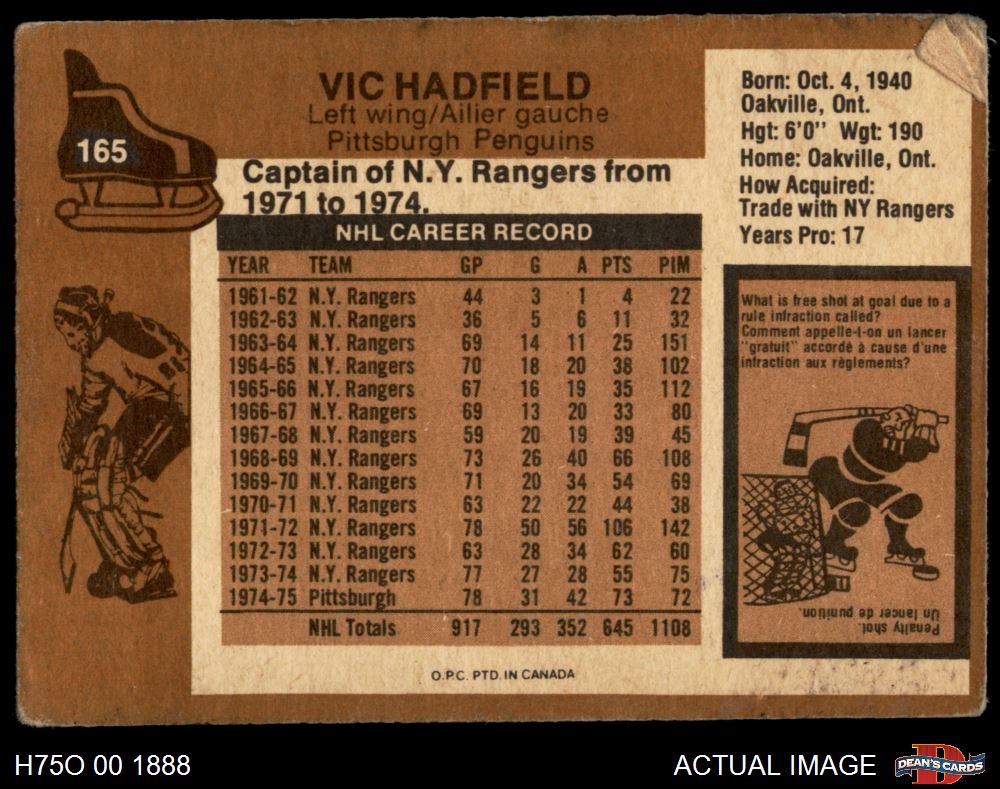 VIC HADFIELD
Left wing/Ailier gauche
Pittsburgh Penguins
165
Captain of N.Y. Rangers from
1971 to 1974.
NHL CAREER RECORD
YEAR TEAM GP G A PTS PIM
1961-62 N.Y. Rangers 44 3 1 4 22
1962-63 N.Y. Rangers 36 5 6 11 32
1963-64 N.Y. Rangers 69 14 11 25 151
1964-65 N.Y. Rangers 70 18 20 38 102
1965-66 N.Y. Rangers 67 16 19 35 112
1966-67 N.Y. Rangers 69 13 20 33 80
1967-68 N.Y. Rangers 59 20 19 39 45
1968-69 N.Y. Rangers 73 26 40 66 108
1969-70 N.Y. Rangers 71 20 34 54 69
1970-71 N.Y. Rangers 63 22 22 44 38
1971-72 N.Y. Rangers 78 50 56 106 142
1972-73 N.Y. Rangers 63 28 34 62 60
1973-74 N.Y. Rangers 77 27 28 55 75
1974-75 Pittsburgh 78 31 42 73 72
NHL Totals 917 293 352 645 1108
O.P.C. PTD. IN CANADA
Born: Oct. 4, 1940
Oakville, Ont.
Hgt: 6'0" Wgt: 190
Home: Oakville, Ont.
How Acquired:
Trade with NY Rangers
Years Pro: 17
What is free shot at goal due to a
rule infraction called?
Comment appelle-t-on un lancer
"gratuit" accordé à cause d'une
infraction aux règlements?
Penalty shot.
Un lancer de punition.
H75O 00 1888
ACTUAL IMAGE
D
DEAN'S CARDS